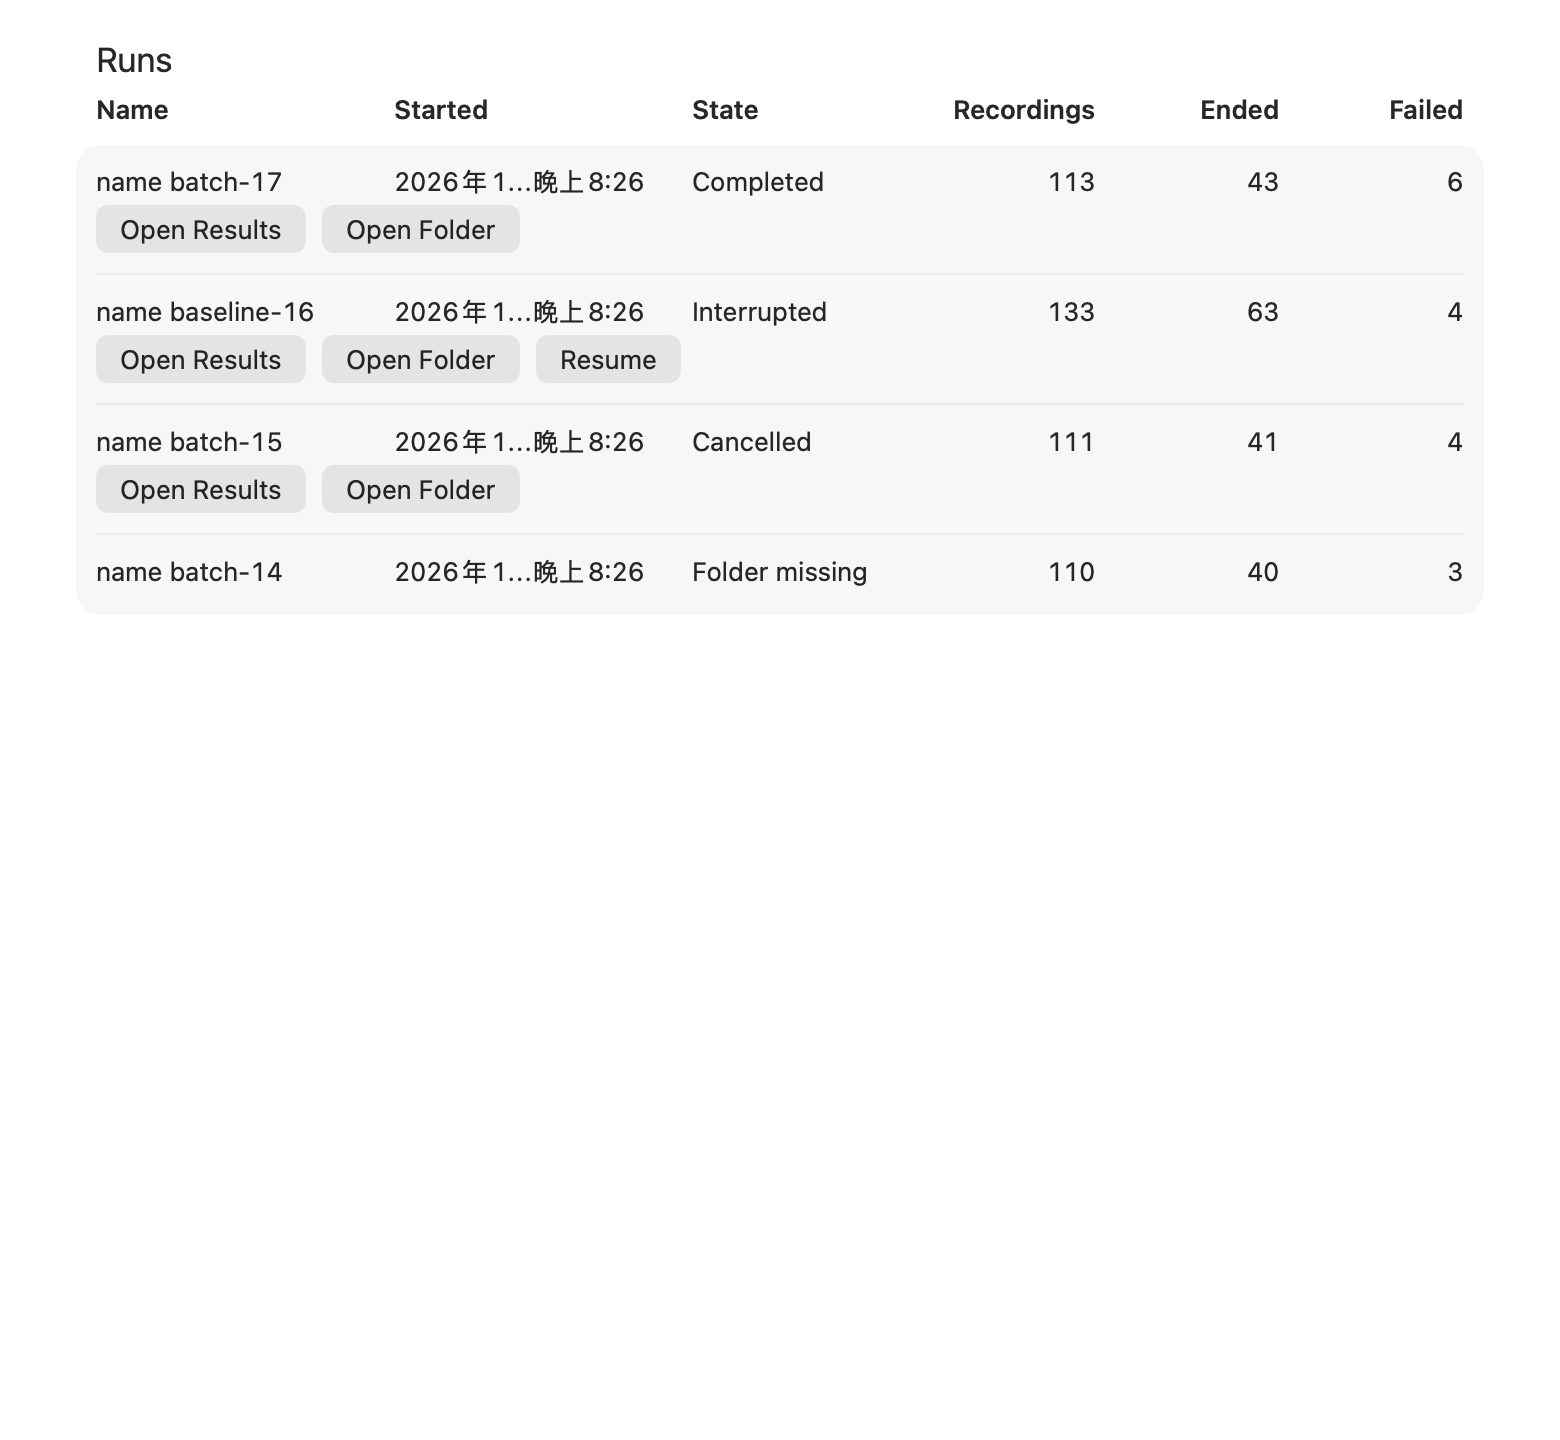 Runs
Name Started State Recordings Ended Failed
name batch-17 2026年1...晚上8:26 Completed 113 43 6
Open Results Open Folder
name baseline-16 2026年1...晚上8:26 Interrupted 133 63 4
Open Results Open Folder Resume
name batch-15 2026年1...晚上8:26 Cancelled 111 41 4
Open Results Open Folder
name batch-14 2026年1...晚上8:26 Folder missing 110 40 3